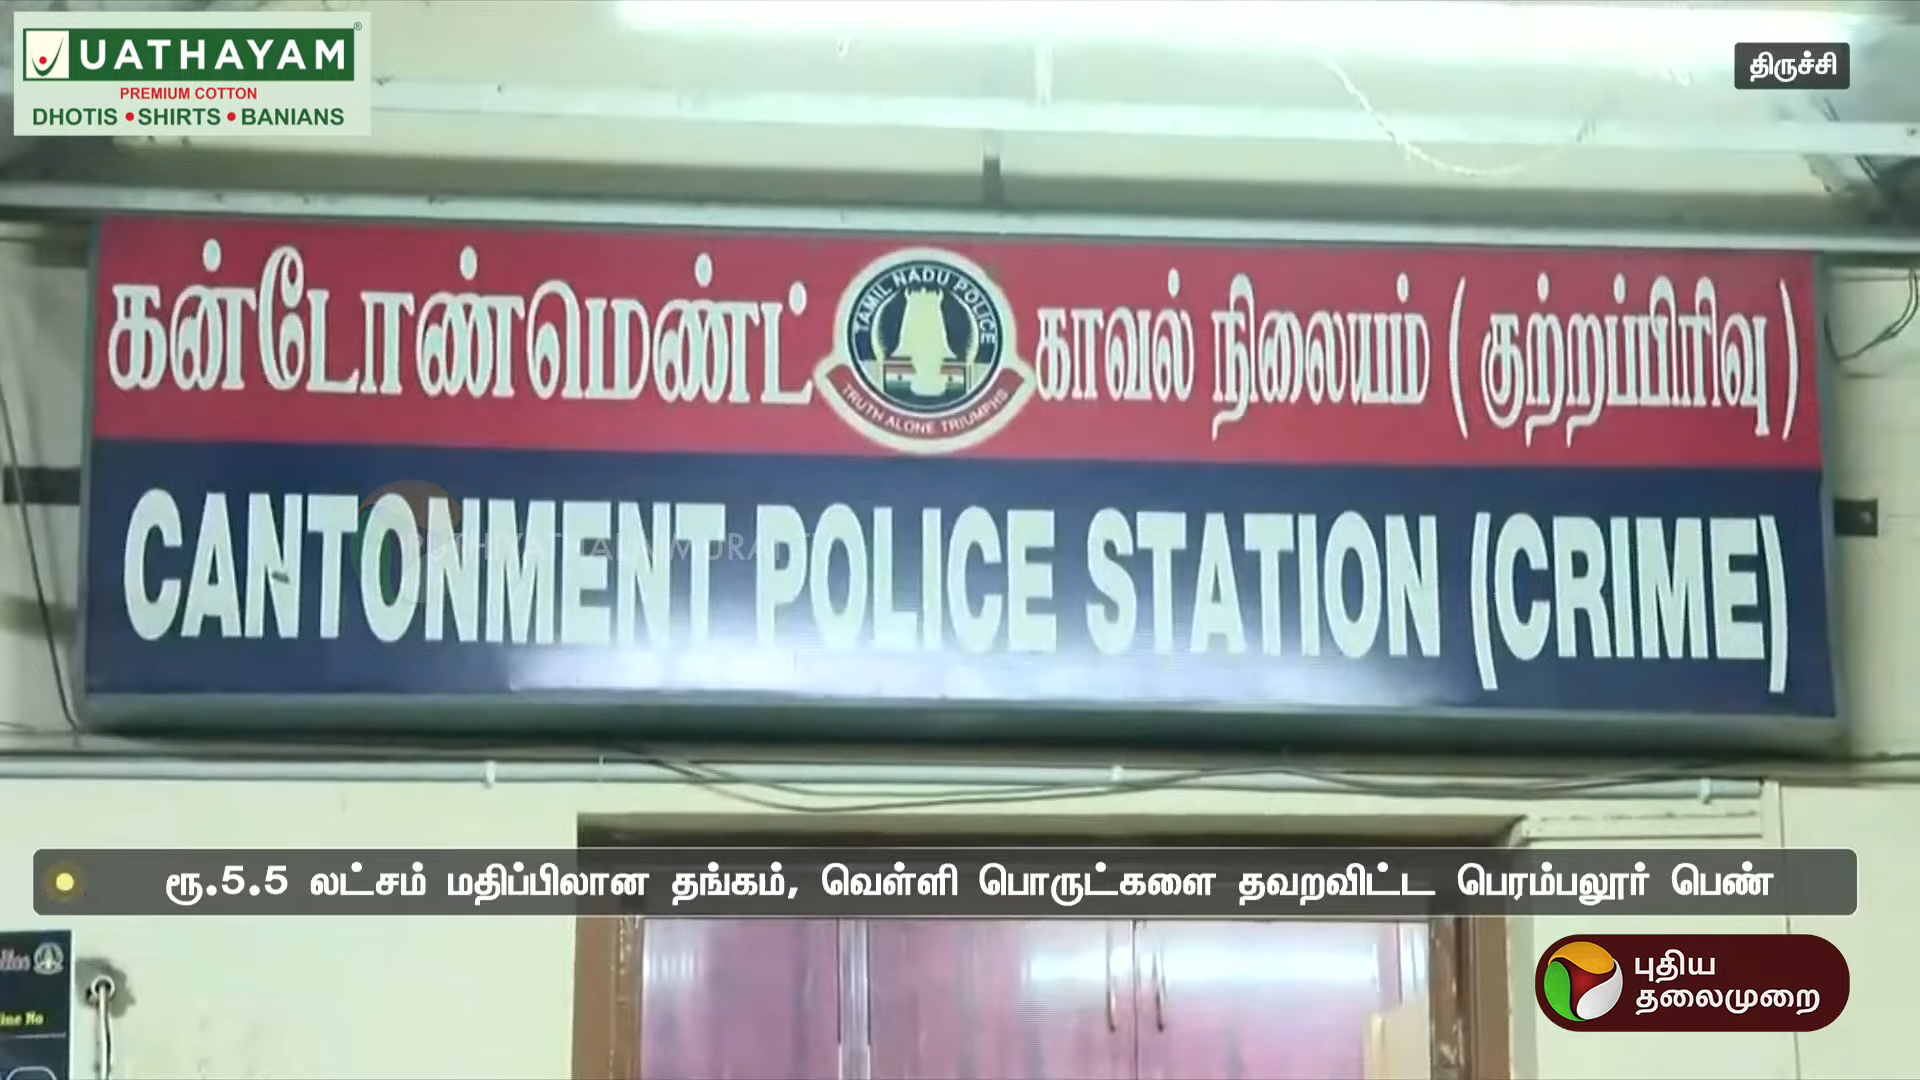 UATHAYAM
PREMIUM COTTON
DHOTIS • SHIRTS • BANIANS
திருச்சி
கன்டோண்மெண்ட் காவல் நிலையம் ( குற்றப்பிரிவு )
TAMIL NADU POLICE
TRUTH ALONE TRIUMPHS
CANTONMENT POLICE STATION (CRIME)
ரூ.5.5 லட்சம் மதிப்பிலான தங்கம், வெள்ளி பொருட்களை தவறவிட்ட பெரம்பலூர் பெண்
புதிய
தலைமுறை